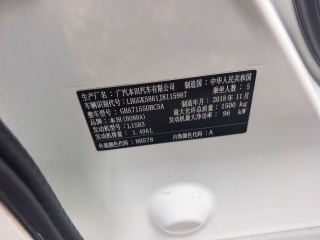 生产厂名：广汽本田汽车有限公司 制造国：中华人民共和国
车辆识别代号：LHGGK5861J8115987 乘坐人数：5
整车型号：GHA7155DBC5A 制造年月：2018年11月
品牌：本田(HONDA) 最大允许总质量：1500 kg
发动机型号：L15B3 发动机最大净功率：96 kW
发动机排量：1.498L
外饰颜色代码：NH578 内饰颜色代码：A